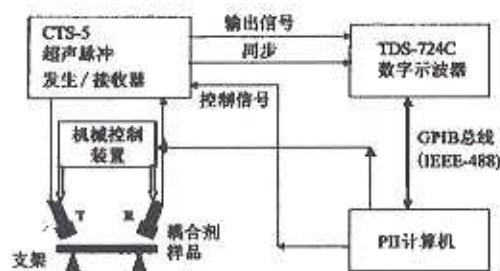 CTS-5
超声脉冲
发生/接收器
输出信号
同步
控制信号
TDS-724C
数字示波器
机械控制
装置
GPIB总线
(IEEE-488)
T
R
耦合剂
样品
支架
PII计算机